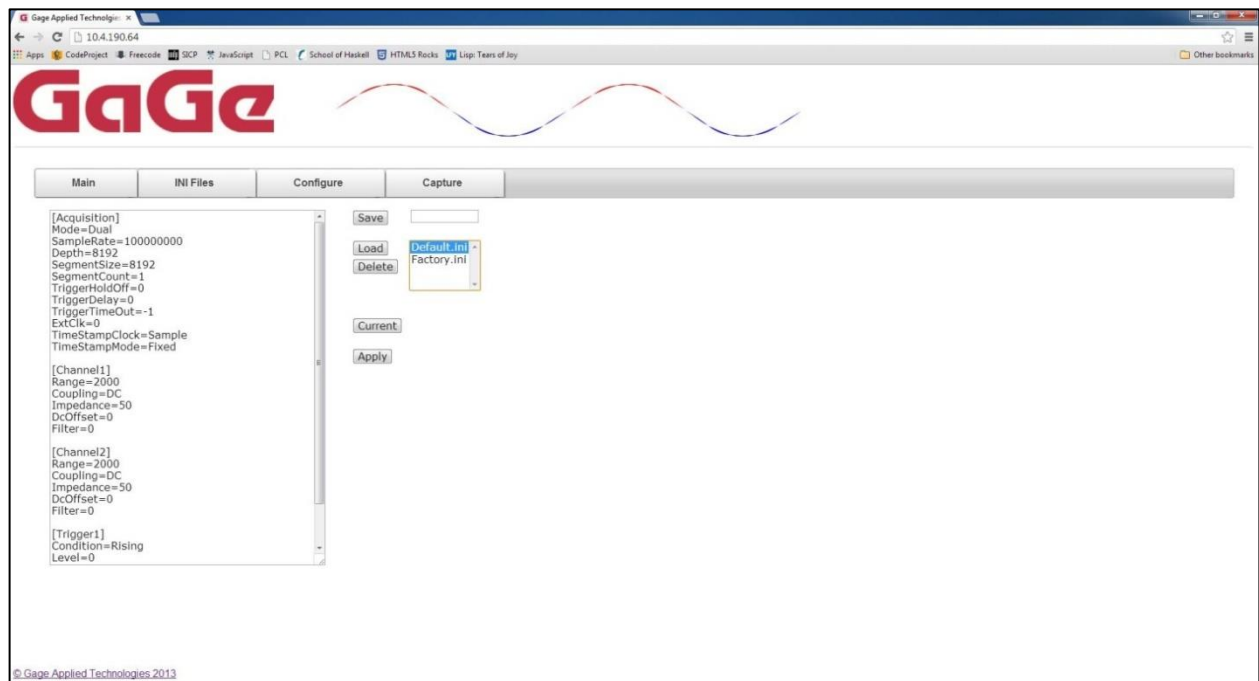 Gage Applied Technolgie
10.4.190.64
Apps CodeProject Freecode SICP JavaScript PCL School of Haskell HTML5 Rocks Lisp: Tears of Joy Other bookmarks
GaGe
Main INI Files Configure Capture
[Acquisition]
Mode=Dual
SampleRate=100000000
Depth=8192
SegmentSize=8192
SegmentCount=1
TriggerHoldOff=0
TriggerDelay=0
TriggerTimeOut=-1
ExtClk=0
TimeStampClock=Sample
TimeStampMode=Fixed
[Channel1]
Range=2000
Coupling=DC
Impedance=50
DcOffset=0
Filter=0
[Channel2]
Range=2000
Coupling=DC
Impedance=50
DcOffset=0
Filter=0
[Trigger1]
Condition=Rising
Level=0
Save
Load
Delete
Default.ini
Factory.ini
Current
Apply
© Gage Applied Technologies 2013